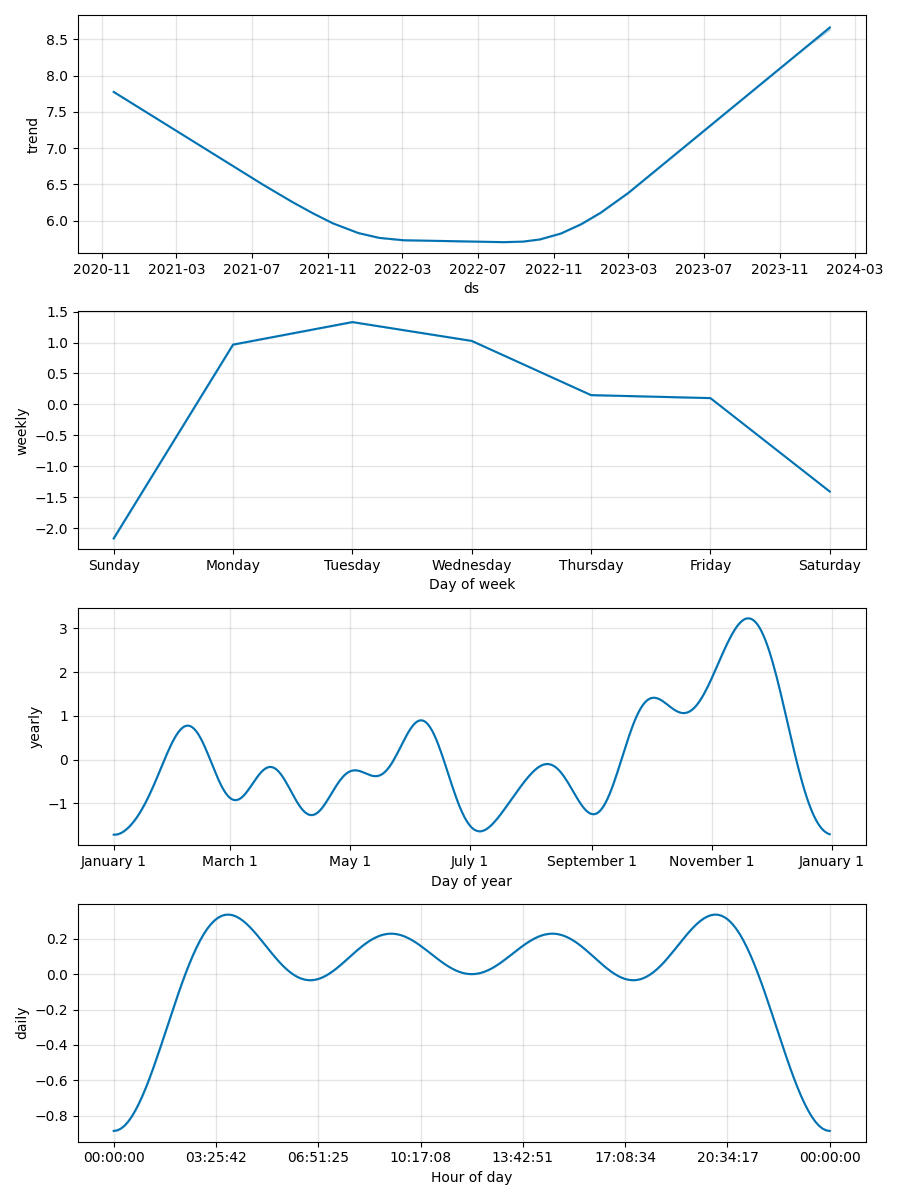 8.5
8.0
7.5
7.0
6.5
6.0
trend
2020-11 2021-03 2021-07 2021-11 2022-03 2022-07 2022-11 2023-03 2023-07 2023-11 2024-03
ds
1.5
1.0
0.5
0.0
−0.5
−1.0
−1.5
−2.0
weekly
Sunday Monday Tuesday Wednesday Thursday Friday Saturday
Day of week
3
2
1
0
−1
yearly
January 1 March 1 May 1 July 1 September 1 November 1 January 1
Day of year
0.2
0.0
−0.2
−0.4
−0.6
−0.8
daily
00:00:00 03:25:42 06:51:25 10:17:08 13:42:51 17:08:34 20:34:17 00:00:00
Hour of day